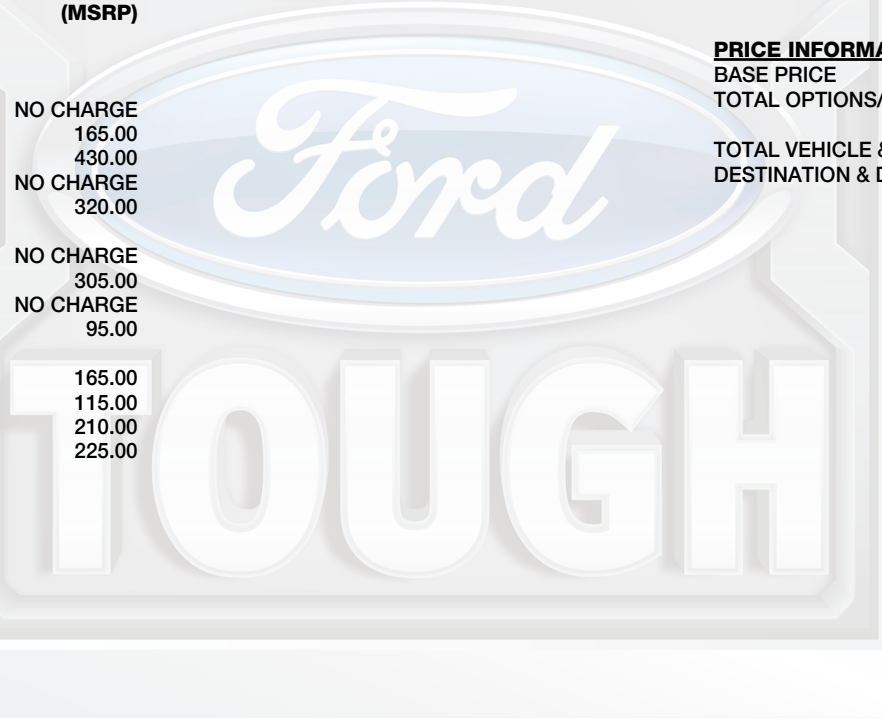 (MSRP)
NO CHARGE
165.00
430.00
NO CHARGE
320.00
NO CHARGE
305.00
NO CHARGE
95.00
165.00
115.00
210.00
225.00
PRICE INFORMA
BASE PRICE
TOTAL OPTIONS/
TOTAL VEHICLE &
DESTINATION & D
Ford
TOUGH